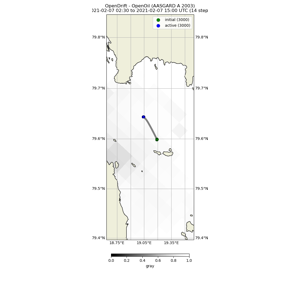 OpenDrift - OpenOil (AASGARD A 2003)
21-02-07 02:30 to 2021-02-07 15:00 UTC (14 step
initial (5000)
active (5000)
79.8°N
79.8°N
79.7°N
79.7°N
79.6°N
79.6°N
79.5°N
79.5°N
79.4°N
79.4°N
18.75°E
19.05°E
19.35°E
0.0
0.2
0.4
0.6
0.8
1.0
gray